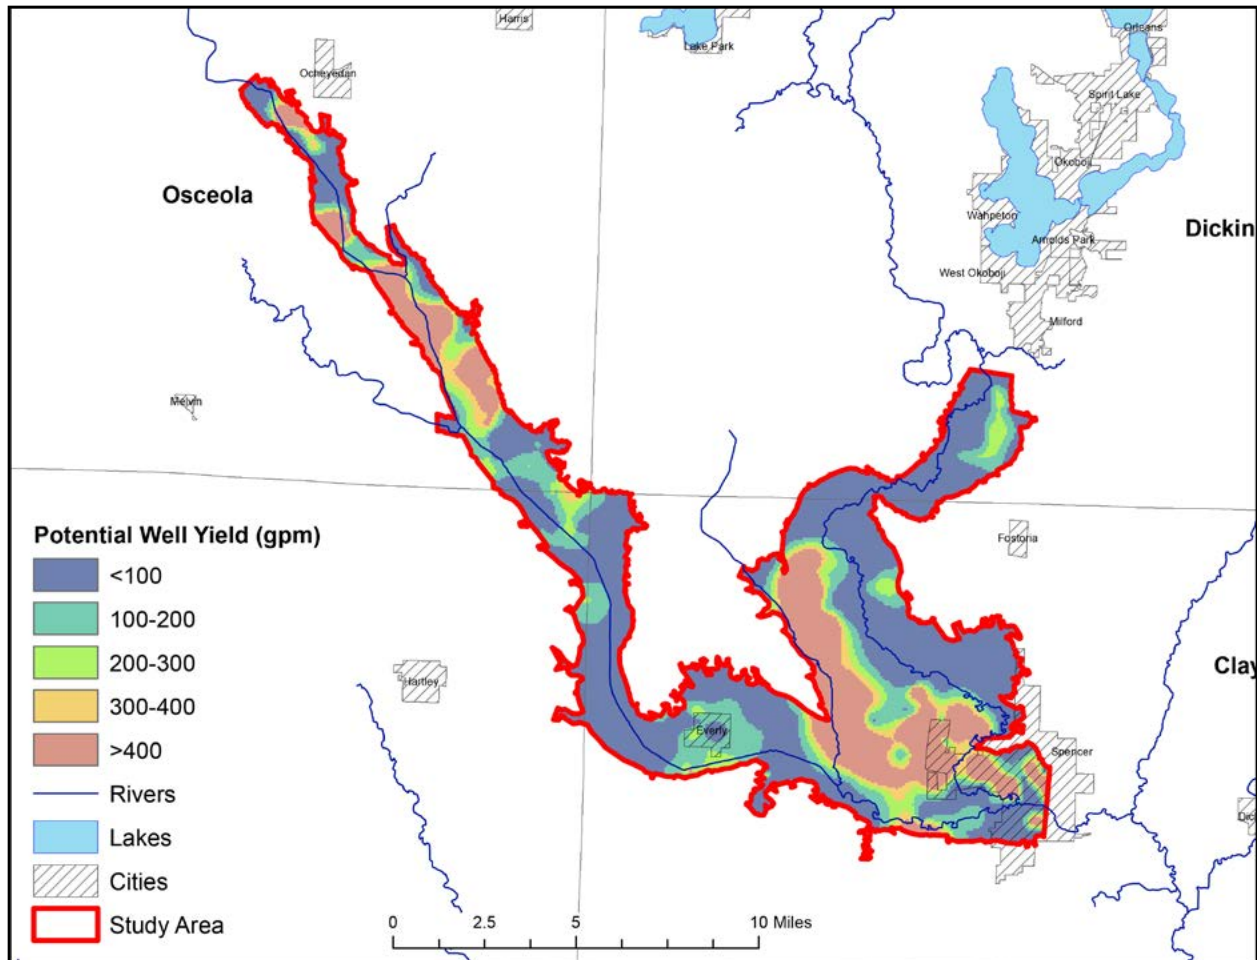 Harris
Orleans
Lake Park
Ocheyedan
Spirit Lake
Okoboji
Osceola
Wahpeton
Dickin
Arnolds Park
West Okoboji
Milford
Melvin
Fostoria
Potential Well Yield (gpm)
<100
100-200
200-300
300-400
>400
Rivers
Lakes
Cities
Study Area
Clay
Hartley
Everly
Spencer
Dic
0 2.5 5 10 Miles